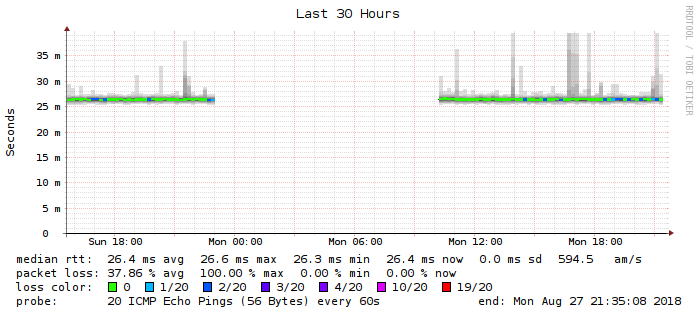 Last 30 Hours
RRDTOOL / TOBI OETIKER
Seconds
35 m
30 m
25 m
20 m
15 m
10 m
5 m
0
Sun 18:00 Mon 00:00 Mon 06:00 Mon 12:00 Mon 18:00
median rtt: 26.4 ms avg 26.6 ms max 26.3 ms min 26.4 ms now 0.0 ms sd 594.5 am/s
packet loss: 37.86 % avg 100.00 % max 0.00 % min 0.00 % now
loss color: 0 1/20 2/20 3/20 4/20 10/20 19/20
probe: 20 ICMP Echo Pings (56 Bytes) every 60s end: Mon Aug 27 21:35:08 2018